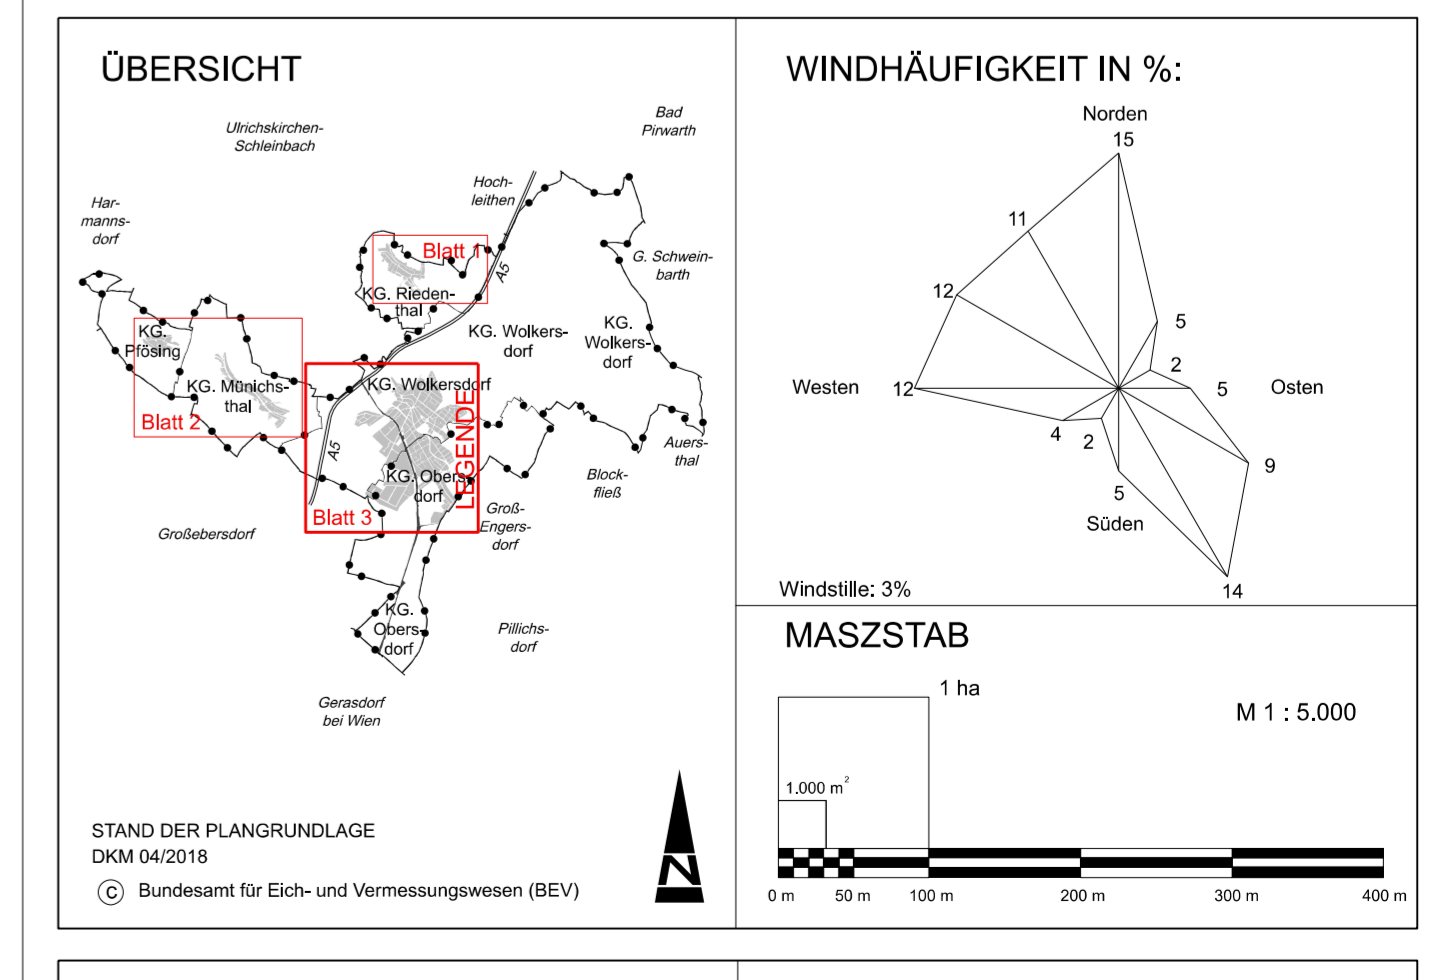 ÜBERSICHT
Ulrichskirchen-
Schleinbach
Bad
Pirwarth
Har-
manns-
dorf
Hoch-
leithen
Blatt 1
A5
G. Schwein-
barth
KG. Rieden-
thal
KG.
Pfösing
KG. Wolkers-
dorf
KG.
Wolkers-
dorf
KG. Münichs-
thal
Blatt 2
KG. Wolkersdorf
LEGENDE
A5
KG. Obers-
dorf
Blatt 3
Auers-
thal
Block-
fließ
Groß-
Engers-
dorf
Großebersdorf
KG.
Obers-
dorf
Pillichs-
dorf
Gerasdorf
bei Wien
STAND DER PLANGRUNDLAGE
DKM 04/2018
C Bundesamt für Eich- und Vermessungswesen (BEV)
N
WINDHÄUFIGKEIT IN %:
Norden
15
11
12
5
2
Westen
12
5
Osten
4
2
9
5
Süden
14
Windstille: 3%
MASZSTAB
1 ha
M 1 : 5.000
1.000 m²
0 m 50 m 100 m 200 m 300 m 400 m